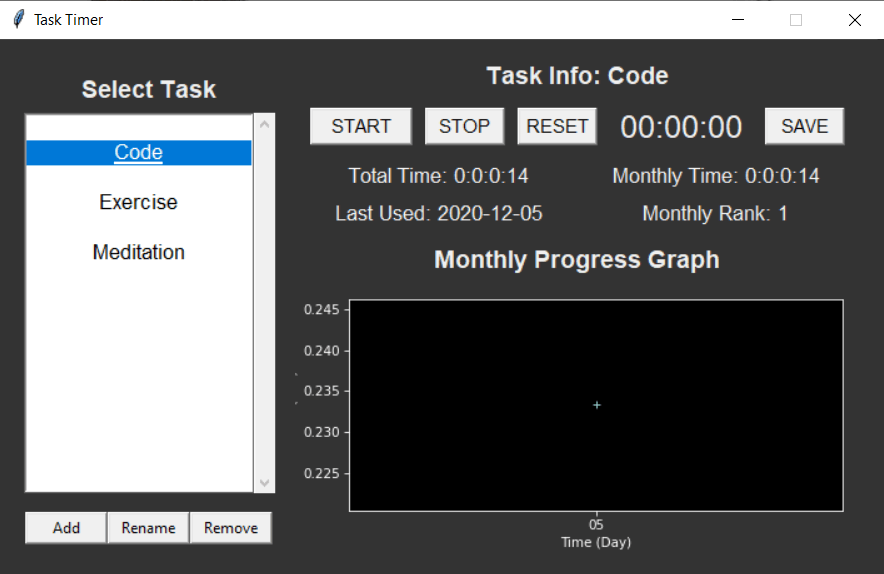 Task Timer
Select Task
Code
Exercise
Meditation
Add Rename Remove
Task Info: Code
START STOP RESET 00:00:00 SAVE
Total Time: 0:0:0:14 Monthly Time: 0:0:0:14
Last Used: 2020-12-05 Monthly Rank: 1
Monthly Progress Graph
0.245
0.240
0.235
0.230
0.225
05
Time (Day)